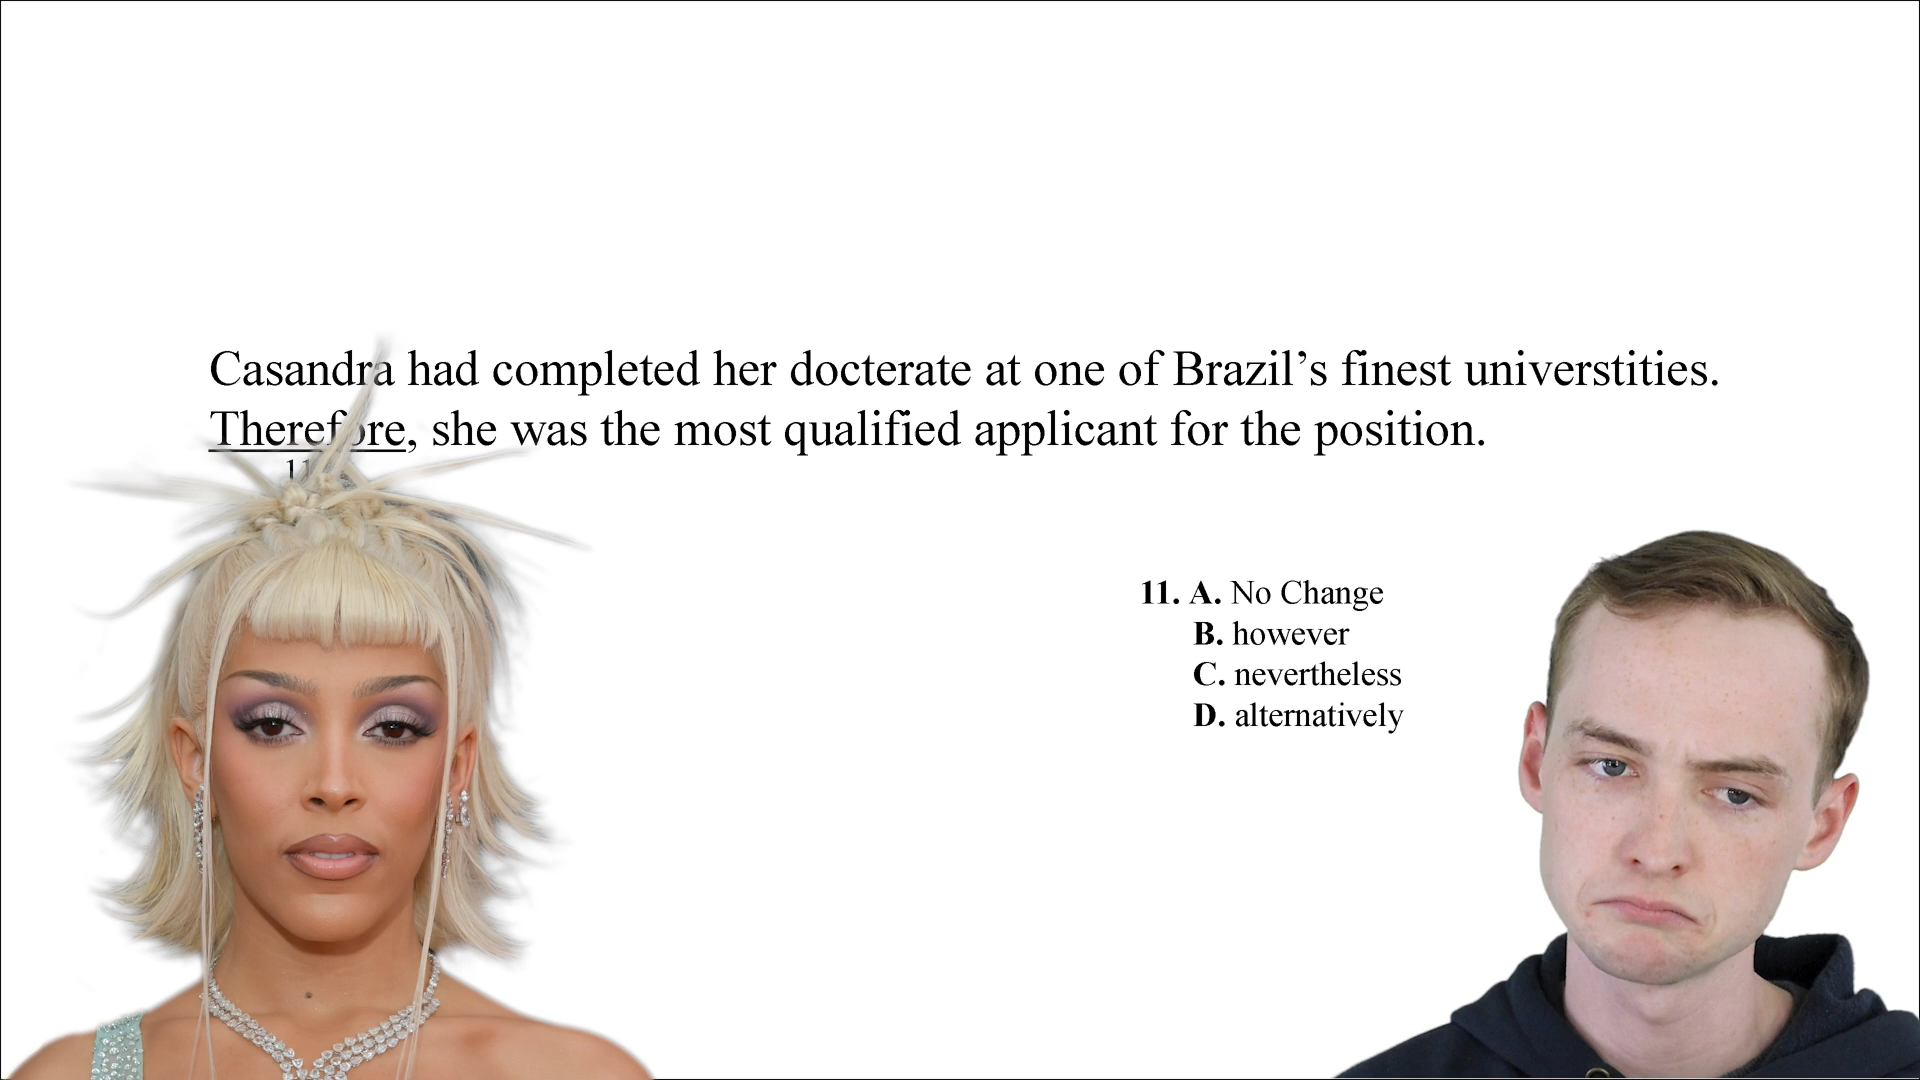 Casandra had completed her docterate at one of Brazil’s finest universtities.
Therefore, she was the most qualified applicant for the position.
11
11. A. No Change
B. however
C. nevertheless
D. alternatively